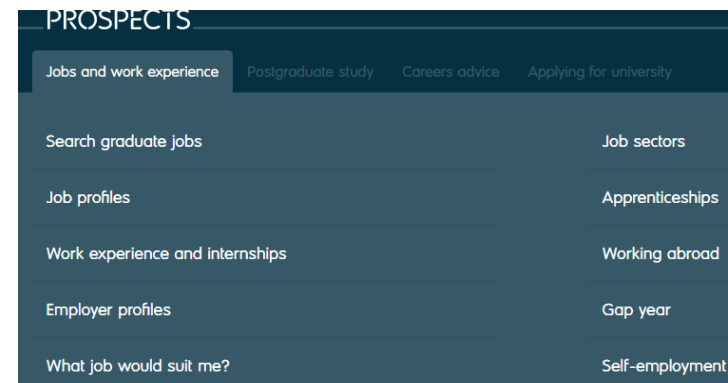 PROSPECTS
Jobs and work experience Postgraduate study Careers advice Applying for university
Search graduate jobs Job sectors
Job profiles Apprenticeships
Work experience and internships Working abroad
Employer profiles Gap year
What job would suit me? Self-employment